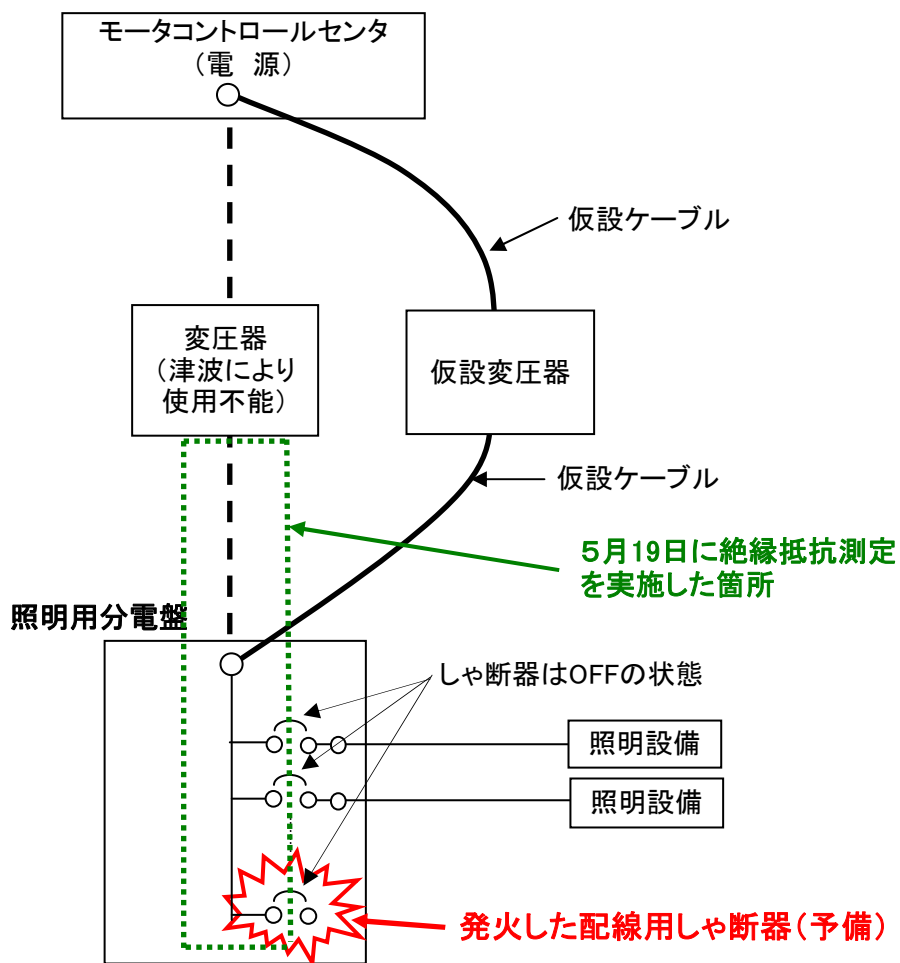 モータコントロールセンタ
（電　源）
仮設ケーブル
変圧器
（津波により
使用不能）
仮設変圧器
仮設ケーブル
５月19日に絶縁抵抗測定
を実施した箇所
照明用分電盤
しゃ断器はOFFの状態
照明設備
照明設備
発火した配線用しゃ断器（予備）